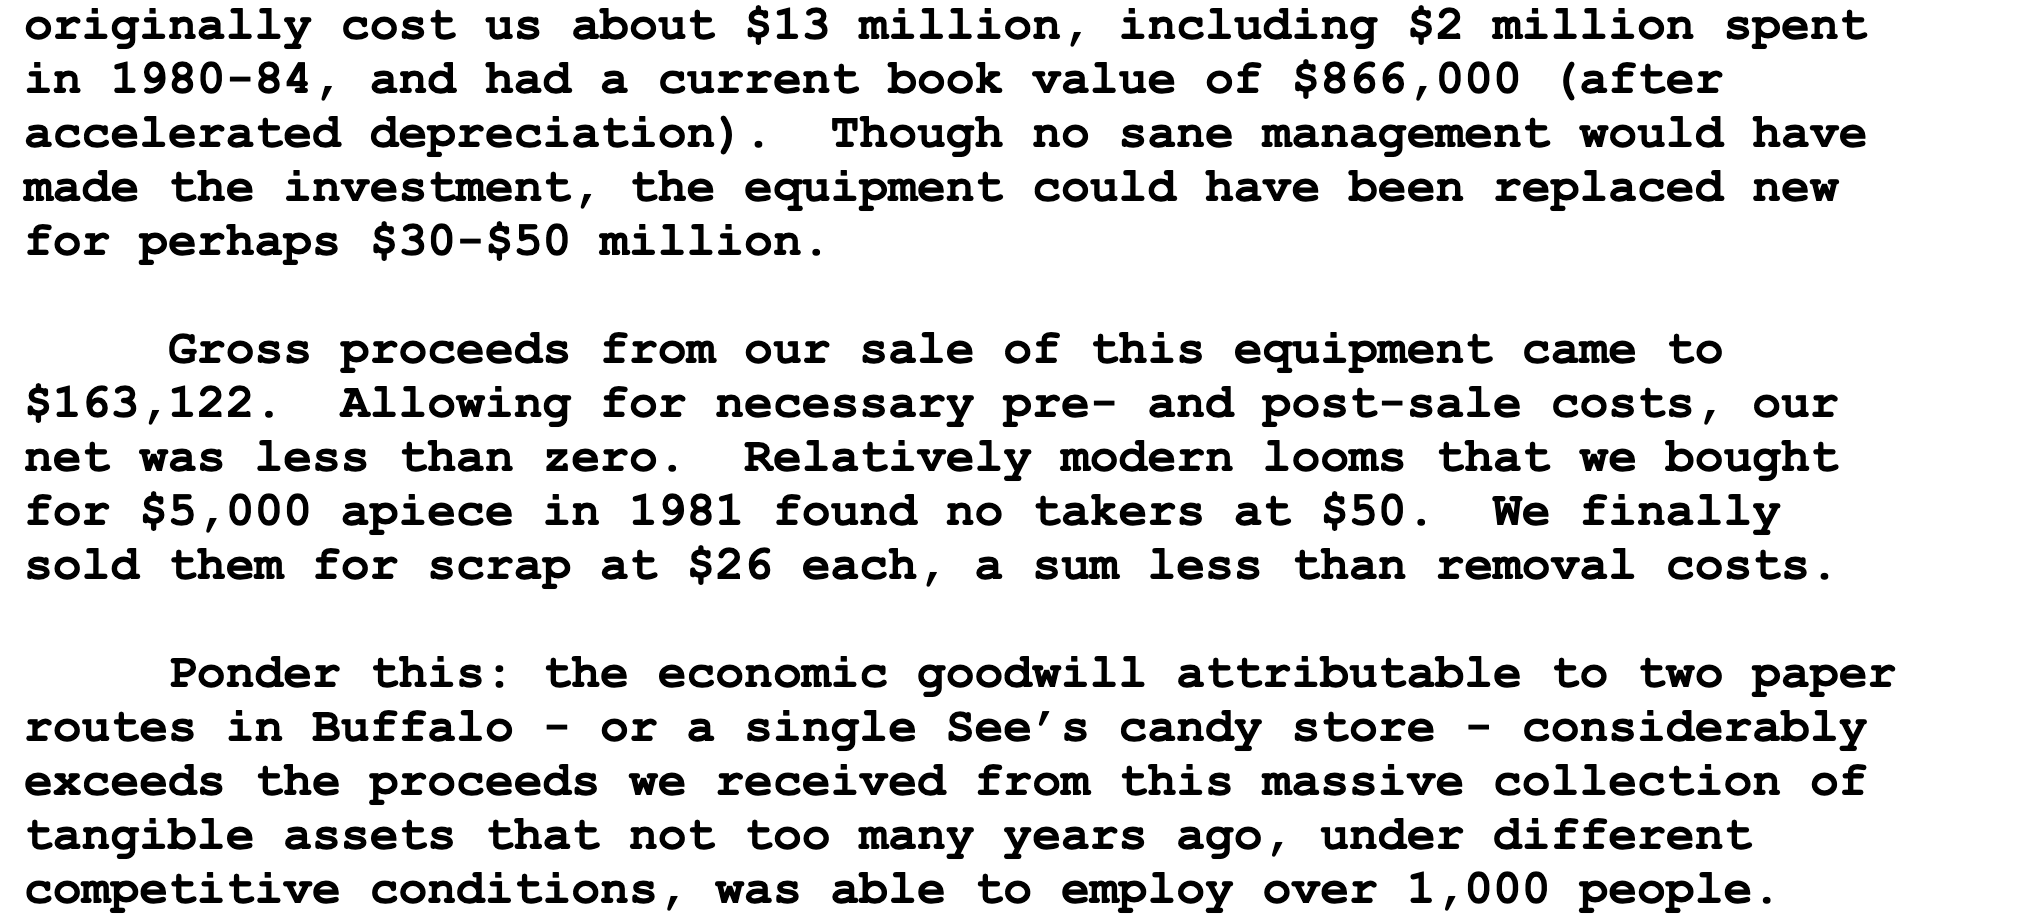 originally cost us about $13 million, including $2 million spent
in 1980-84, and had a current book value of $866,000 (after
accelerated depreciation).  Though no sane management would have
made the investment, the equipment could have been replaced new
for perhaps $30-$50 million.

     Gross proceeds from our sale of this equipment came to
$163,122.  Allowing for necessary pre- and post-sale costs, our
net was less than zero.  Relatively modern looms that we bought
for $5,000 apiece in 1981 found no takers at $50.  We finally
sold them for scrap at $26 each, a sum less than removal costs.

     Ponder this: the economic goodwill attributable to two paper
routes in Buffalo - or a single See’s candy store - considerably
exceeds the proceeds we received from this massive collection of
tangible assets that not too many years ago, under different
competitive conditions, was able to employ over 1,000 people.